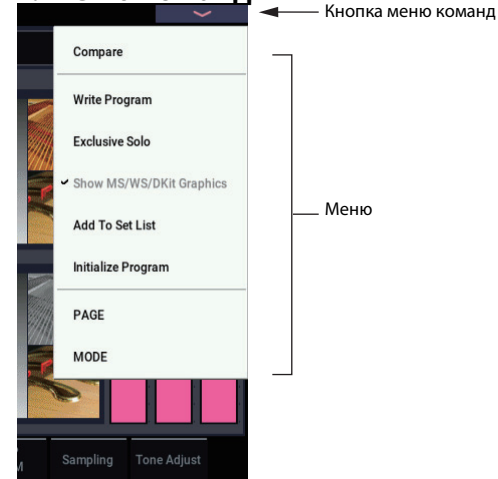 Кнопка меню команд
Compare
Write Program
Exclusive Solo
Show MS/WS/DKit Graphics
Add To Set List
Меню
Initialize Program
PAGE
MODE
Sampling
Tone Adjust